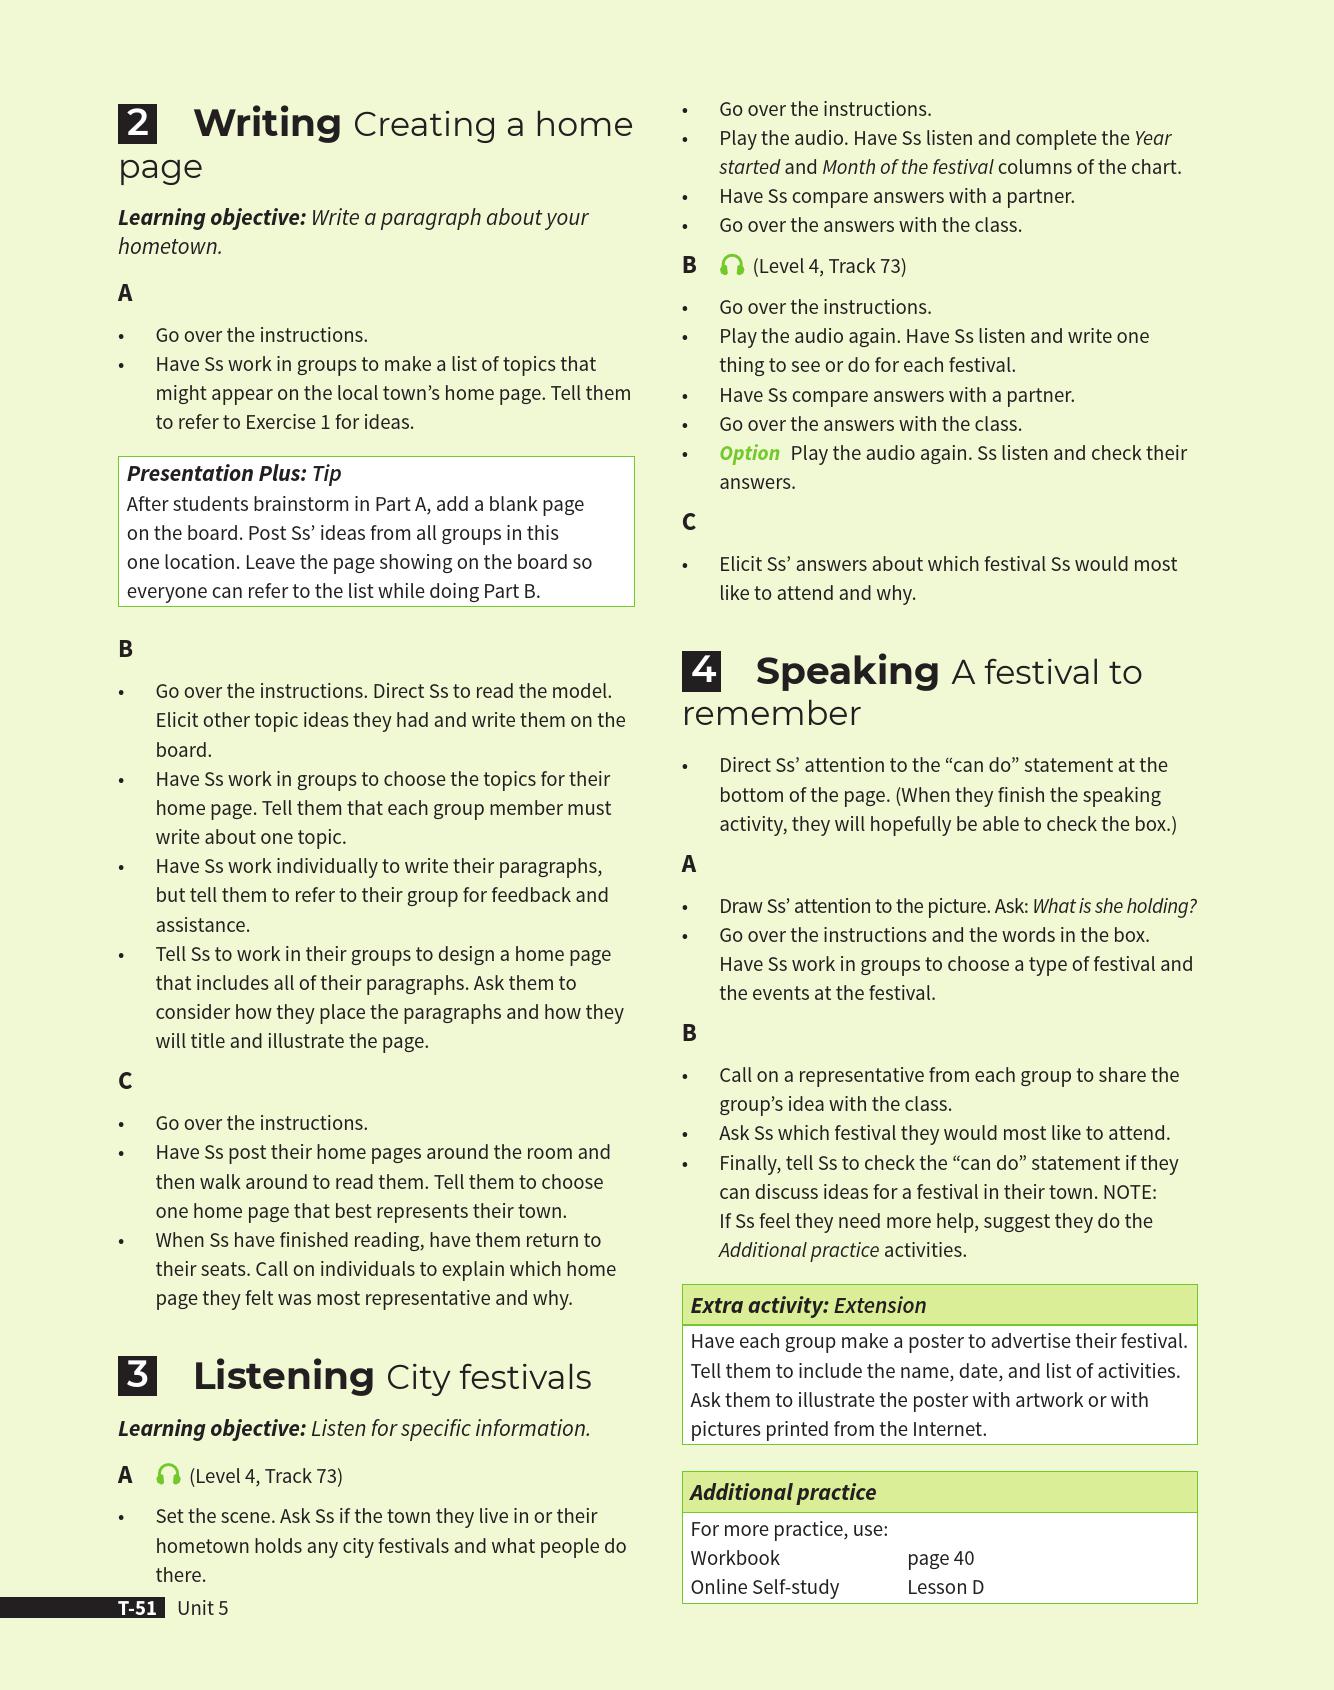 2 Writing Creating a home
page
Learning objective: Write a paragraph about your
hometown.
A
• Go over the instructions.
• Have Ss work in groups to make a list of topics that
might appear on the local town’s home page. Tell them
to refer to Exercise 1 for ideas.
Presentation Plus: Tip
After students brainstorm in Part A, add a blank page
on the board. Post Ss’ ideas from all groups in this
one location. Leave the page showing on the board so
everyone can refer to the list while doing Part B.
B
• Go over the instructions. Direct Ss to read the model.
Elicit other topic ideas they had and write them on the
board.
• Have Ss work in groups to choose the topics for their
home page. Tell them that each group member must
write about one topic.
• Have Ss work individually to write their paragraphs,
but tell them to refer to their group for feedback and
assistance.
• Tell Ss to work in their groups to design a home page
that includes all of their paragraphs. Ask them to
consider how they place the paragraphs and how they
will title and illustrate the page.
C
• Go over the instructions.
• Have Ss post their home pages around the room and
then walk around to read them. Tell them to choose
one home page that best represents their town.
• When Ss have finished reading, have them return to
their seats. Call on individuals to explain which home
page they felt was most representative and why.
3 Listening City festivals
Learning objective: Listen for specific information.
A (Level 4, Track 73)
• Set the scene. Ask Ss if the town they live in or their
hometown holds any city festivals and what people do
there.
• Go over the instructions.
• Play the audio. Have Ss listen and complete the Year
started and Month of the festival columns of the chart.
• Have Ss compare answers with a partner.
• Go over the answers with the class.
B (Level 4, Track 73)
• Go over the instructions.
• Play the audio again. Have Ss listen and write one
thing to see or do for each festival.
• Have Ss compare answers with a partner.
• Go over the answers with the class.
• Option Play the audio again. Ss listen and check their
answers.
C
• Elicit Ss’ answers about which festival Ss would most
like to attend and why.
4 Speaking A festival to
remember
• Direct Ss’ attention to the “can do” statement at the
bottom of the page. (When they finish the speaking
activity, they will hopefully be able to check the box.)
A
• Draw Ss’ attention to the picture. Ask: What is she holding?
• Go over the instructions and the words in the box.
Have Ss work in groups to choose a type of festival and
the events at the festival.
B
• Call on a representative from each group to share the
group’s idea with the class.
• Ask Ss which festival they would most like to attend.
• Finally, tell Ss to check the “can do” statement if they
can discuss ideas for a festival in their town. NOTE:
If Ss feel they need more help, suggest they do the
Additional practice activities.
Extra activity: Extension
Have each group make a poster to advertise their festival.
Tell them to include the name, date, and list of activities.
Ask them to illustrate the poster with artwork or with
pictures printed from the Internet.
Additional practice
For more practice, use:
Workbook page 40
Online Self-study Lesson D
T-51 Unit 5